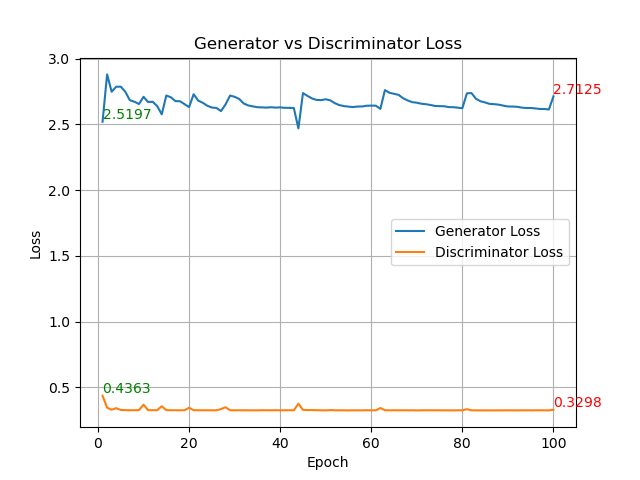 Generator vs Discriminator Loss
3.0
2.5
2.0
1.5
1.0
0.5
Loss
2.5197
2.7125
Generator Loss
Discriminator Loss
0.4363
0.3298
0 20 40 60 80 100
Epoch